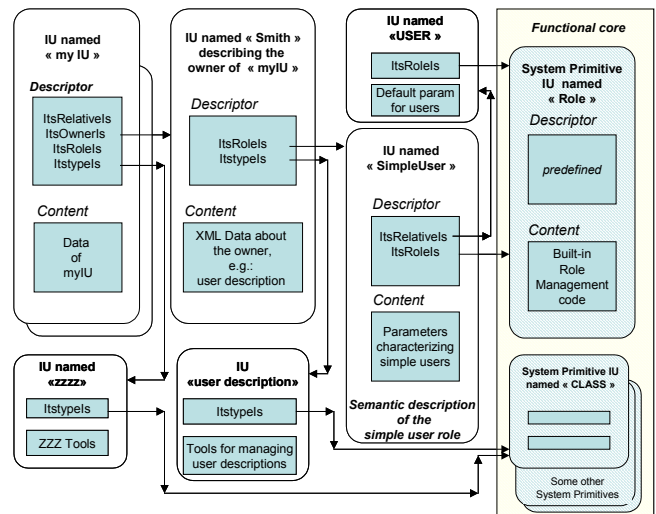 IU named
« my IU »
Descriptor
ItsRelativeIs
ItsOwnerIs
ItsRoleIs
ItstypeIs
Content
Data
of
myIU
IU named « Smith »
describing the
owner of « myIU »
Descriptor
ItsRoleIs
ItstypeIs
Content
XML Data about
the owner,
e.g.:
user description
IU named
«USER »
ItsRoleIs
Default param
for users
IU named
« SimpleUser »
Descriptor
ItsRelativeIs
ItsRoleIs
Content
Parameters
characterizing
simple users
Semantic description
of the
simple user role
Functional core
System Primitive
IU named
« Role »
Descriptor
predefined
Content
Built-in
Role
Management
code
IU named
«zzzz»
ItstypeIs
ZZZ Tools
IU
«user description»
ItstypeIs
Tools for managing
user descriptions
System Primitive IU
named « CLASS »
Some other
System Primitives